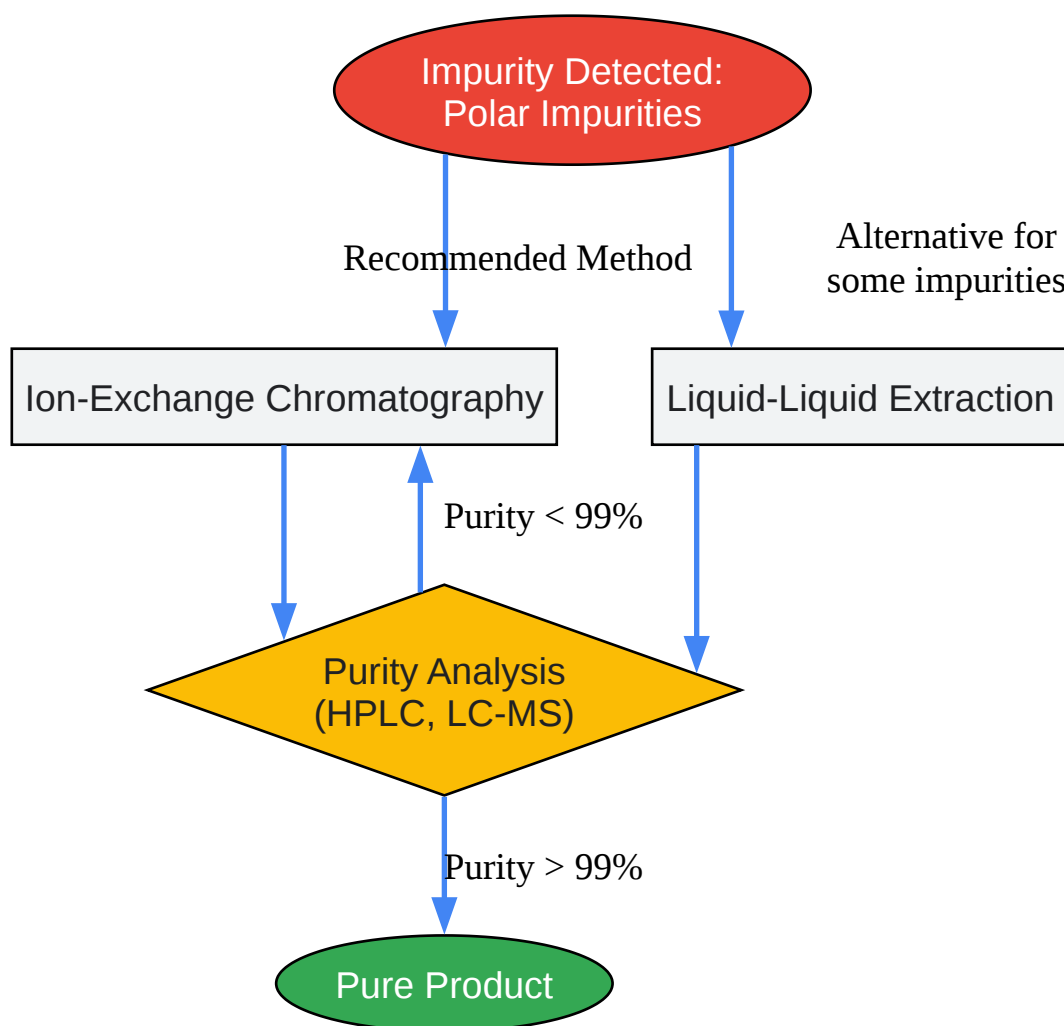 Impurity Detected:
Polar Impurities
Recommended Method
Alternative for
some impurities
Ion-Exchange Chromatography
Liquid-Liquid Extraction
Purity < 99%
Purity Analysis
(HPLC, LC-MS)
Purity > 99%
Pure Product